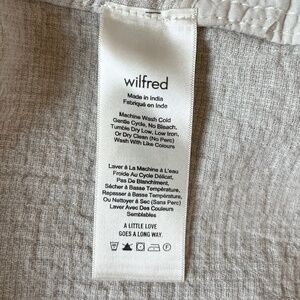 wilfred
Made in India
Fabriqué en Inde
Machine Wash Cold
Gentle Cycle, No Bleach,
Tumble Dry Low, Low Iron,
Or Dry Clean (No Perc)
Wash With Like Colours
Laver à La Machine à L'eau
Froide Au Cycle Délicat,
Pas De Blanchiment,
Sécher à Basse Température,
Repasser à Basse Température,
Ou Nettoyer à Sec (Sans Perc)
Laver Avec Des Couleurs
Semblables
A LITTLE LOVE
GOES A LONG WAY.